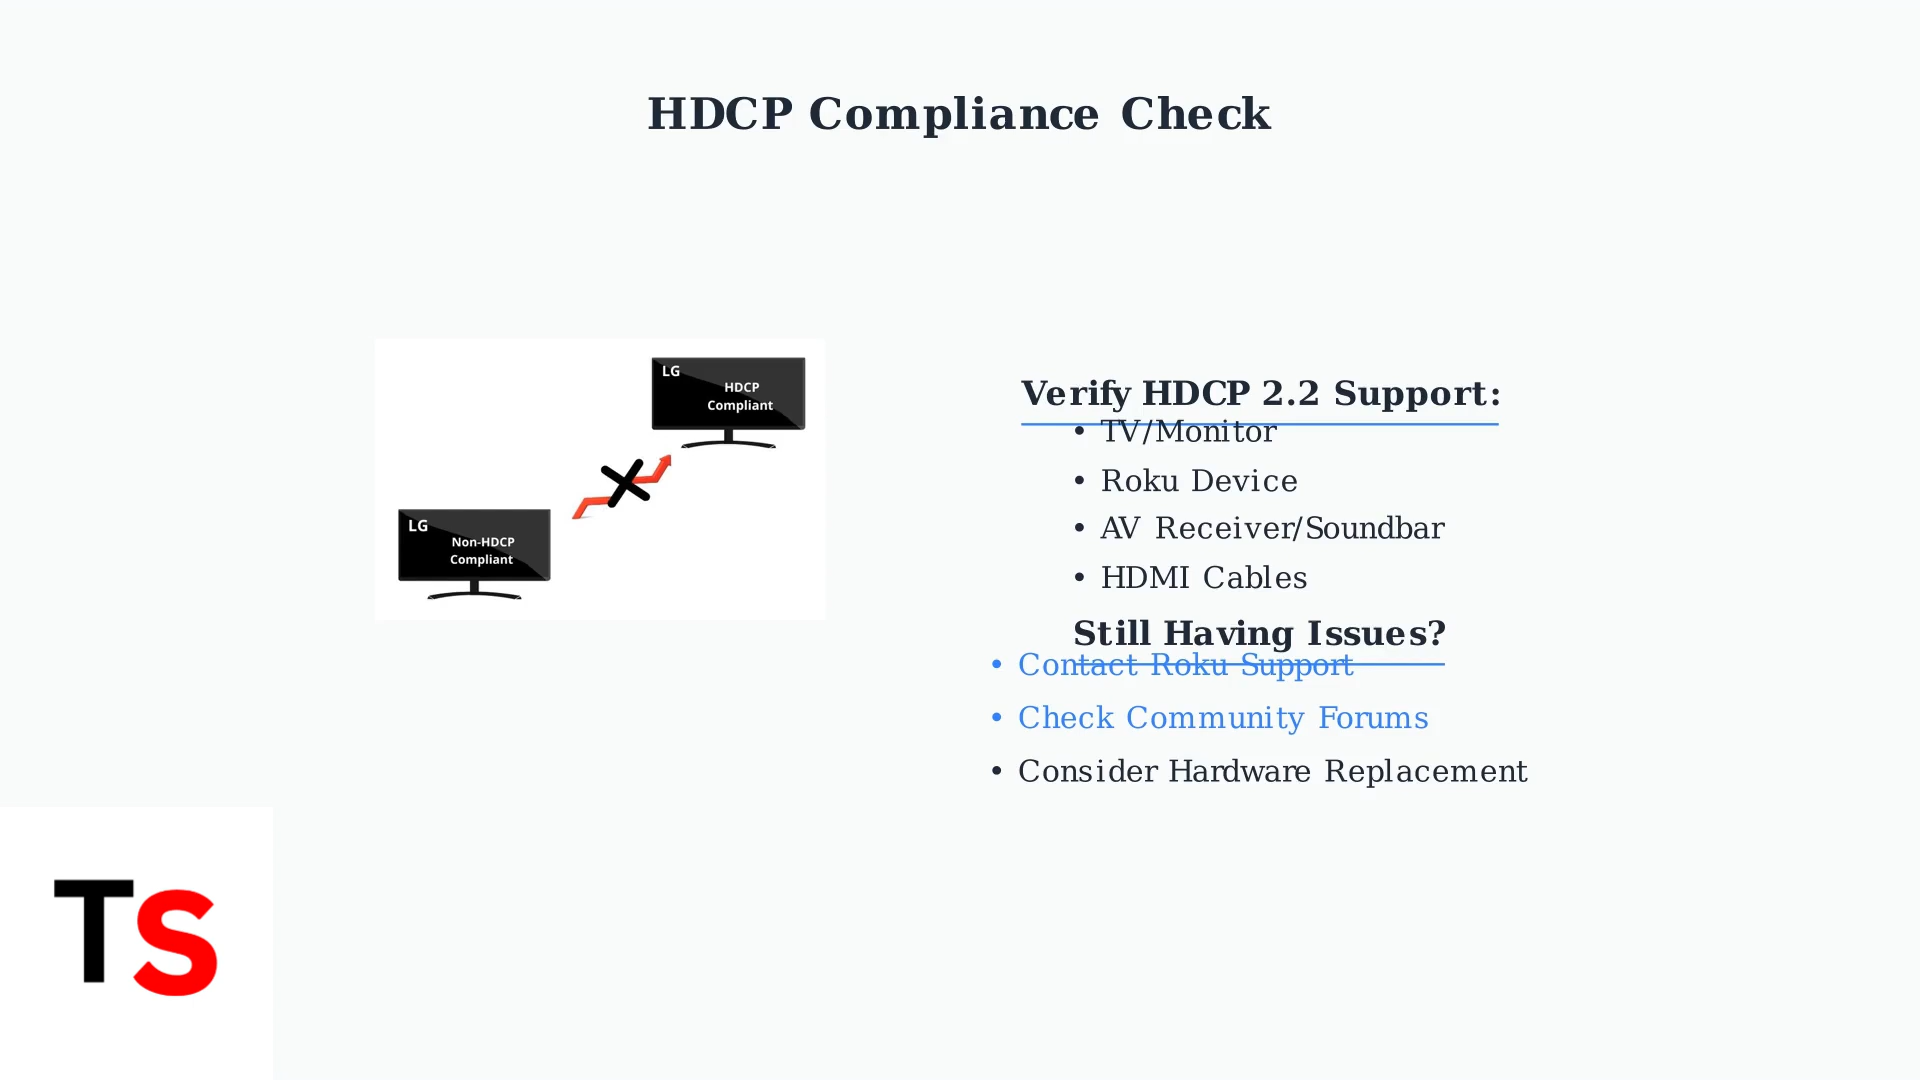 HDCP Compliance Check
LG
HDCP
Compliant
LG
Non-HDCP
Compliant
Verify HDCP 2.2 Support:
• TV/Monitor
• Roku Device
• AV Receiver/Soundbar
• HDMI Cables
Still Having Issues?
• Contact Roku Support
• Check Community Forums
• Consider Hardware Replacement
TS